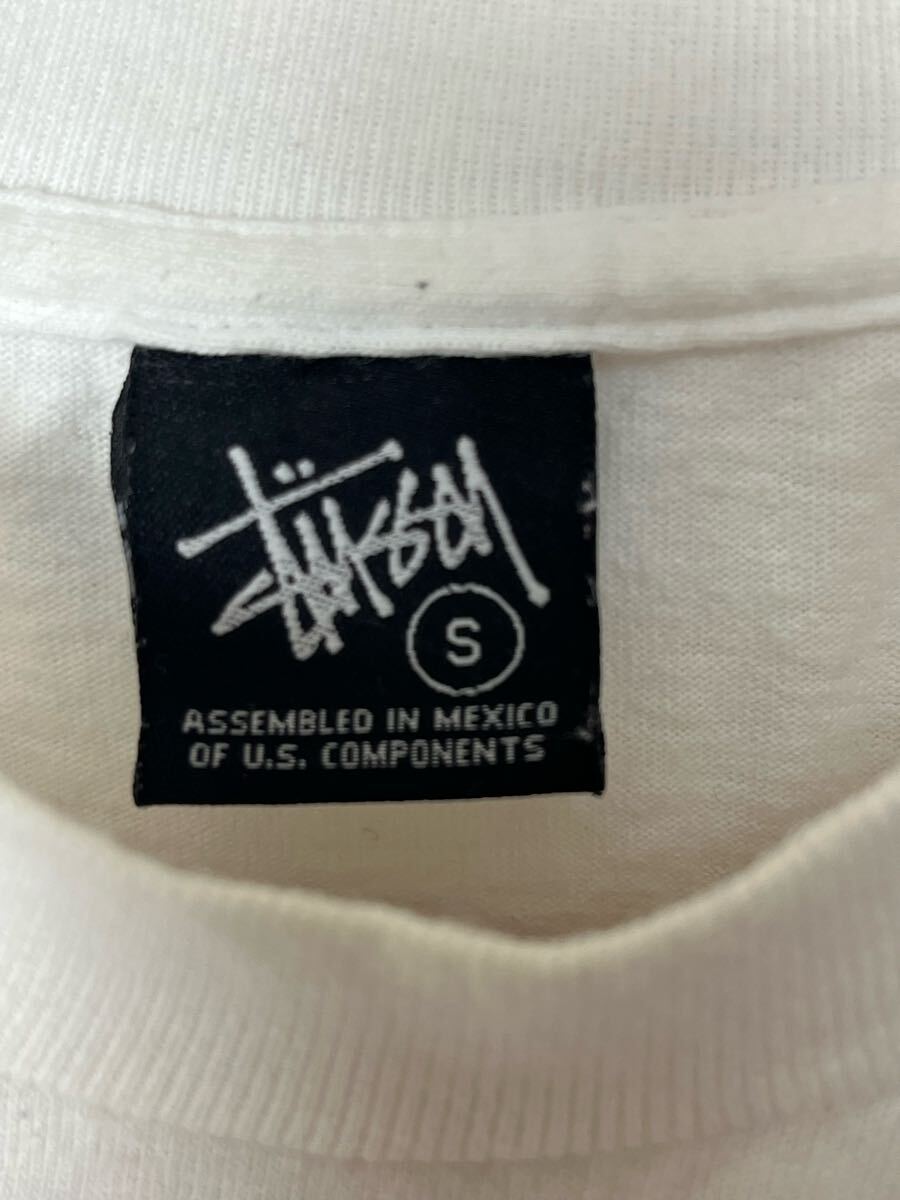 Stüssy
S
ASSEMBLED IN MEXICO
OF U.S. COMPONENTS